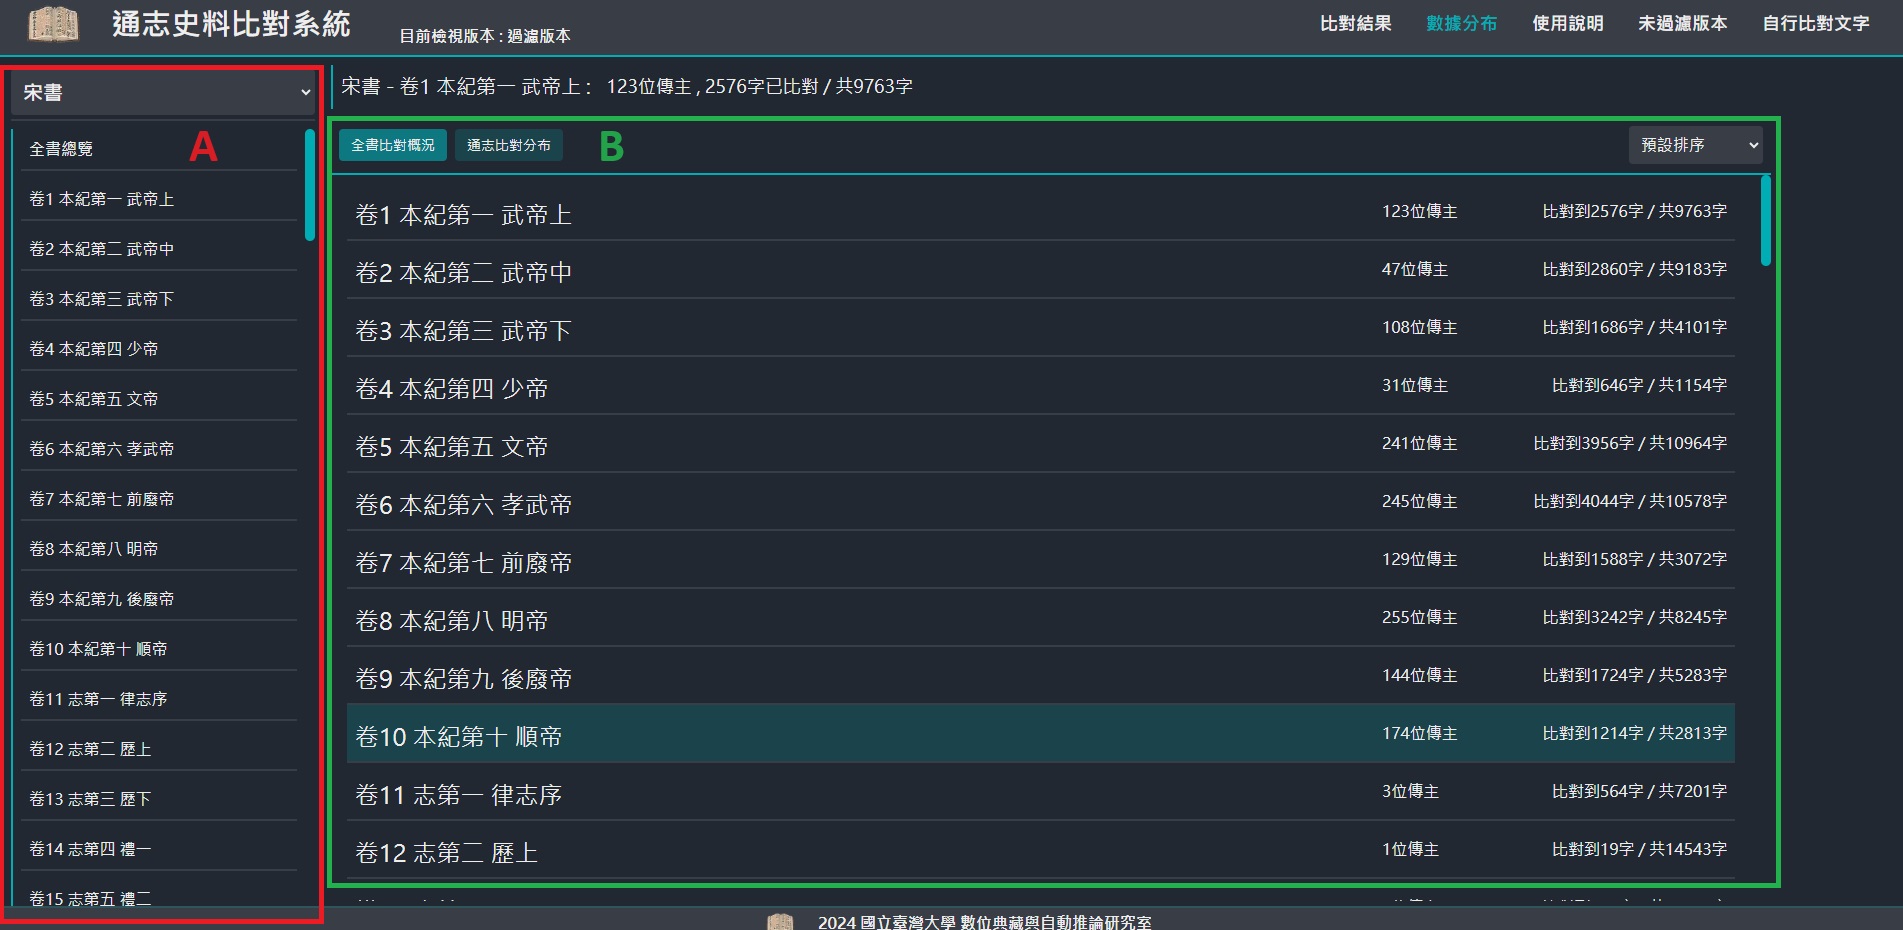 通志史料比對系統
目前檢視版本 : 過濾版本
比對結果
數據分布
使用說明
未過濾版本
自行比對文字
宋書
A
全書總覽
卷1 本紀第一 武帝上
卷2 本紀第二 武帝中
卷3 本紀第三 武帝下
卷4 本紀第四 少帝
卷5 本紀第五 文帝
卷6 本紀第六 孝武帝
卷7 本紀第七 前廢帝
卷8 本紀第八 明帝
卷9 本紀第九 後廢帝
卷10 本紀第十 順帝
卷11 志第一 律志序
卷12 志第二 歷上
卷13 志第三 歷下
卷14 志第四 禮一
卷15 志第五 禮二
宋書 - 卷1 本紀第一 武帝上 : 123位傳主 , 2576字已比對 / 共9763字
全書比對概況
通志比對分布
B
預設排序
卷1 本紀第一 武帝上 123位傳主 比對到2576字 / 共9763字
卷2 本紀第二 武帝中 47位傳主 比對到2860字 / 共9183字
卷3 本紀第三 武帝下 108位傳主 比對到1686字 / 共4101字
卷4 本紀第四 少帝 31位傳主 比對到646字 / 共1154字
卷5 本紀第五 文帝 241位傳主 比對到3956字 / 共10964字
卷6 本紀第六 孝武帝 245位傳主 比對到4044字 / 共10578字
卷7 本紀第七 前廢帝 129位傳主 比對到1588字 / 共3072字
卷8 本紀第八 明帝 255位傳主 比對到3242字 / 共8245字
卷9 本紀第九 後廢帝 144位傳主 比對到1724字 / 共5283字
卷10 本紀第十 順帝 174位傳主 比對到1214字 / 共2813字
卷11 志第一 律志序 3位傳主 比對到564字 / 共7201字
卷12 志第二 歷上 1位傳主 比對到19字 / 共14543字
2024 國立臺灣大學 數位典藏與自動推論研究室